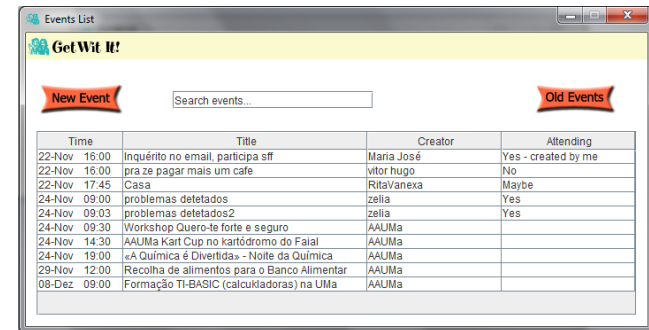 Events List
GetWit It!
New Event
Search events...
Old Events
Time Title Creator Attending
22-Nov 16:00 Inquérito no email, participa sff Maria José Yes - created by me
22-Nov 16:00 pra ze pagar mais um cafe vitor hugo No
22-Nov 17:45 Casa RitaVanexa Maybe
24-Nov 09:00 problemas detetados zelia Yes
24-Nov 09:03 problemas detetados2 zelia Yes
24-Nov 09:30 Workshop Quero-te forte e seguro AAUMa
24-Nov 14:30 AAUMa Kart Cup no kartódromo do Faial AAUMa
24-Nov 19:00 «A Química é Divertida» - Noite da Química AAUMa
29-Nov 12:00 Recolha de alimentos para o Banco Alimentar AAUMa
08-Dez 09:00 Formação TI-BASIC (calcukladoras) na UMa AAUMa